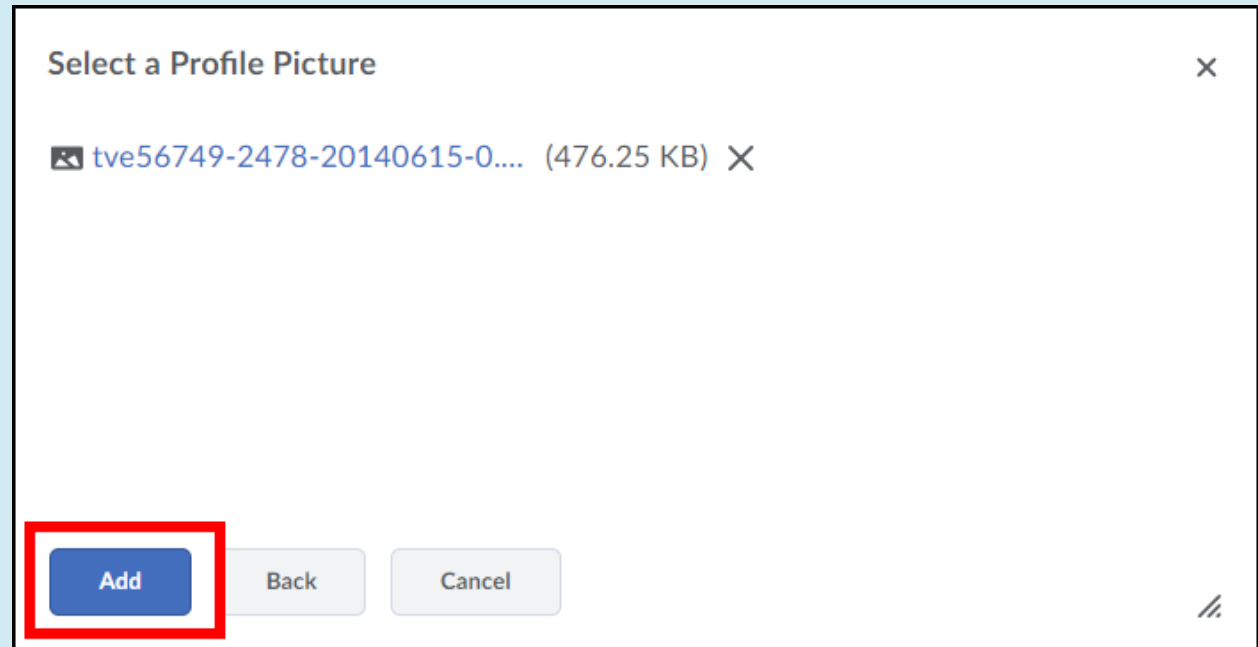 Select a Profile Picture
tve56749-2478-20140615-0.... (476.25 KB)
Add Back Cancel